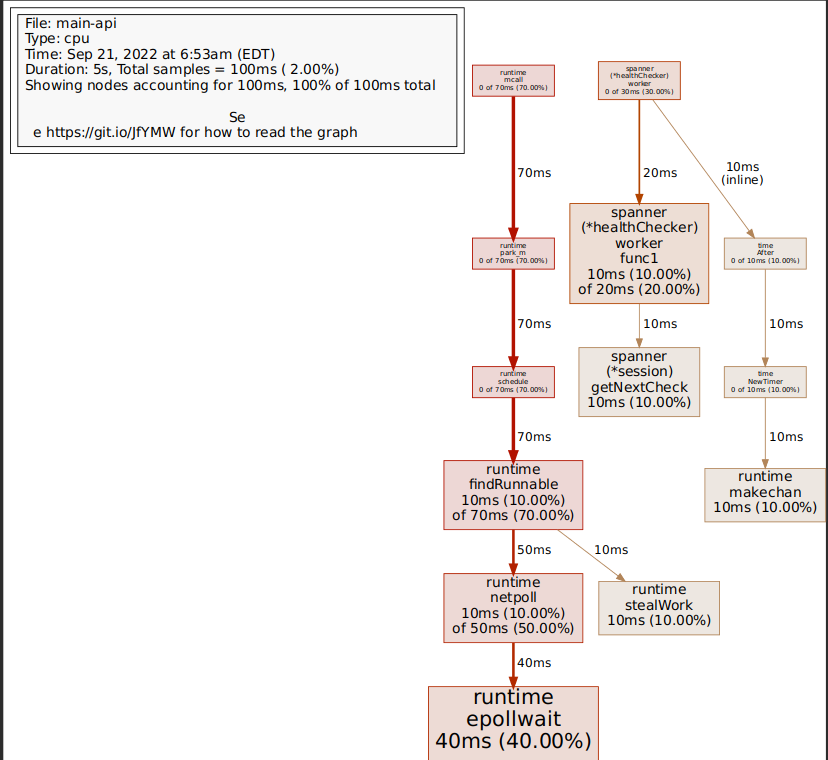 File: main-api
Type: cpu
Time: Sep 21, 2022 at 6:53am (EDT)
Duration: 5s, Total samples = 100ms ( 2.00%)
Showing nodes accounting for 100ms, 100% of 100ms total
Se
e https://git.io/JfYMW for how to read the graph
runtime
mcall
0 of 70ms (70.00%)
spanner
(*healthChecker)
worker
0 of 30ms (30.00%)
70ms
20ms
10ms
(inline)
runtime
park_m
0 of 70ms (70.00%)
spanner
(*healthChecker)
worker
func1
10ms (10.00%)
of 20ms (20.00%)
time
After
0 of 10ms (10.00%)
70ms
10ms
10ms
runtime
schedule
0 of 70ms (70.00%)
spanner
(*session)
getNextCheck
10ms (10.00%)
time
NewTimer
0 of 10ms (10.00%)
70ms
10ms
runtime
findRunnable
10ms (10.00%)
of 70ms (70.00%)
runtime
makechan
10ms (10.00%)
50ms
10ms
runtime
netpoll
10ms (10.00%)
of 50ms (50.00%)
runtime
stealWork
10ms (10.00%)
40ms
runtime
epollwait
40ms (40.00%)